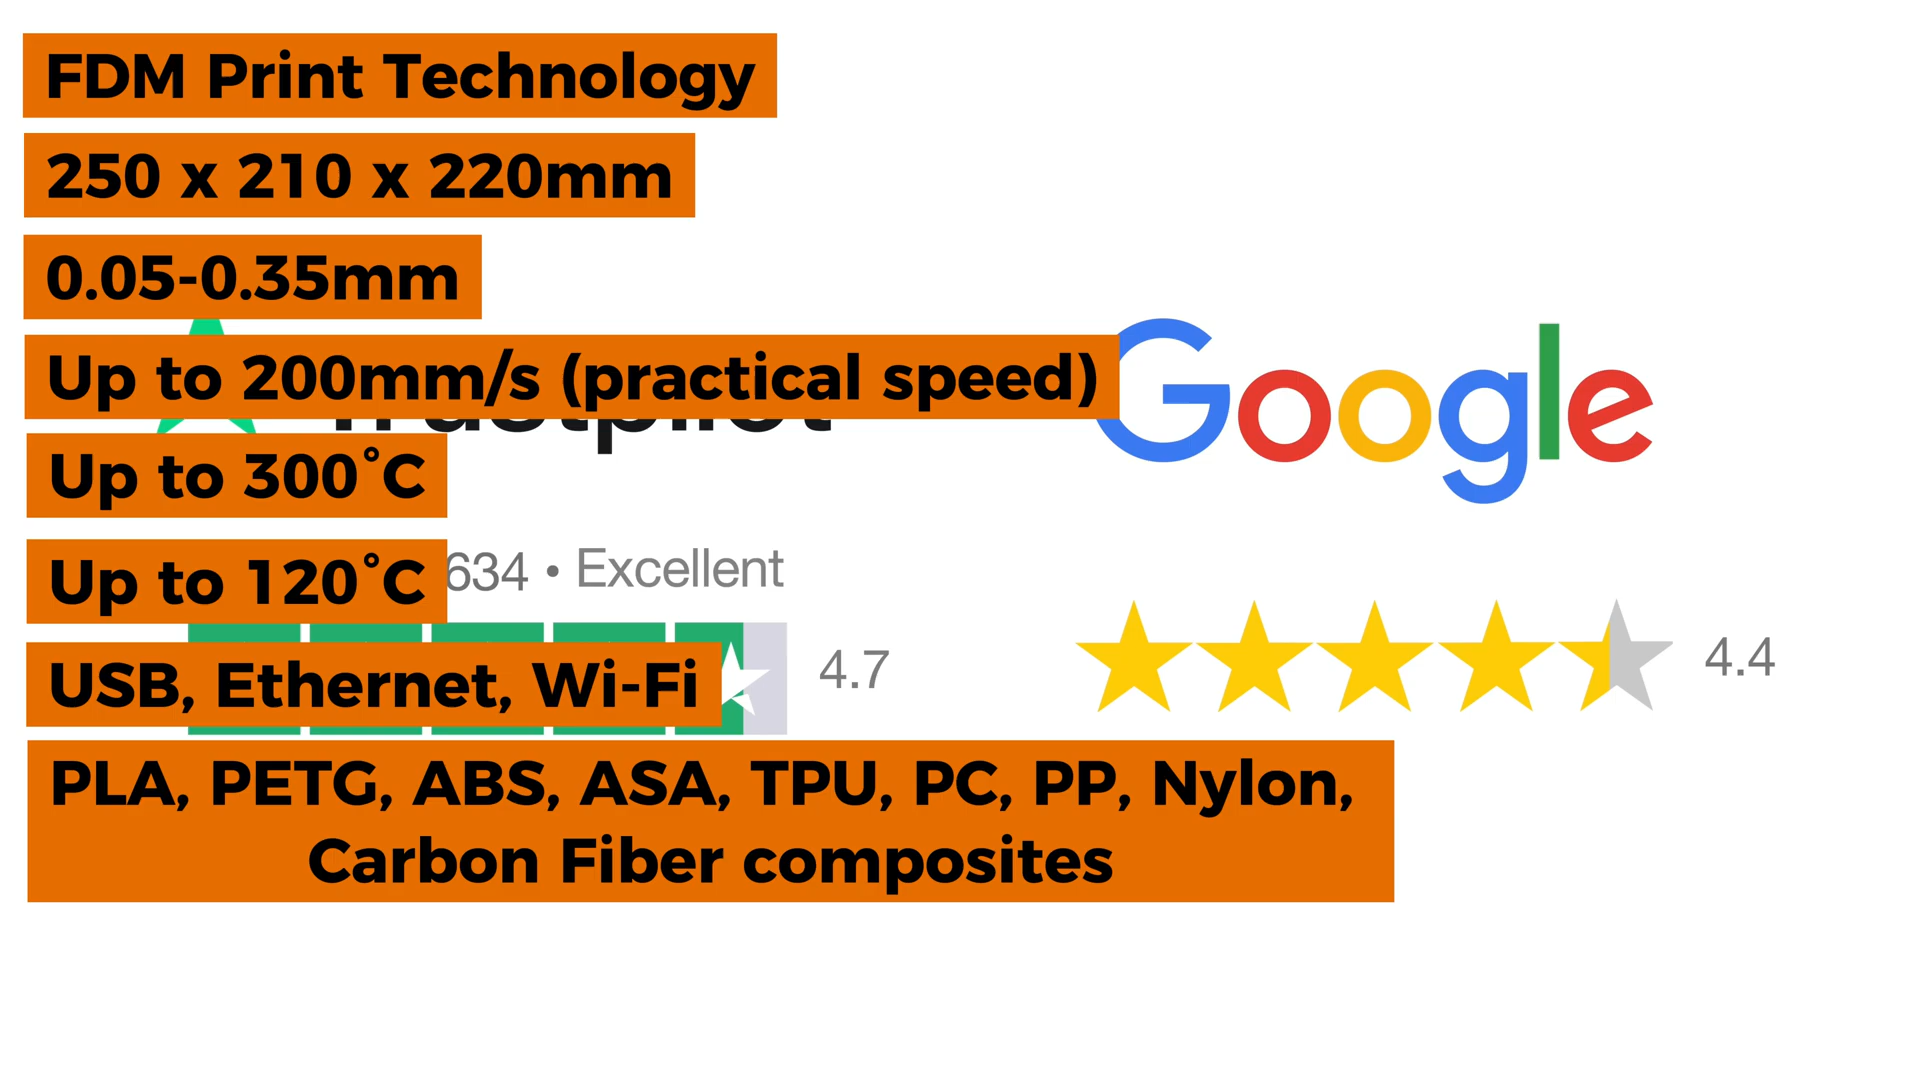 FDM Print Technology
250 x 210 x 220mm
0.05-0.35mm
Up to 200mm/s (practical speed)
Google
Up to 300°C
Up to 120°C
634 • Excellent
USB, Ethernet, Wi-Fi
4.7
4.4
PLA, PETG, ABS, ASA, TPU, PC, PP, Nylon,
Carbon Fiber composites